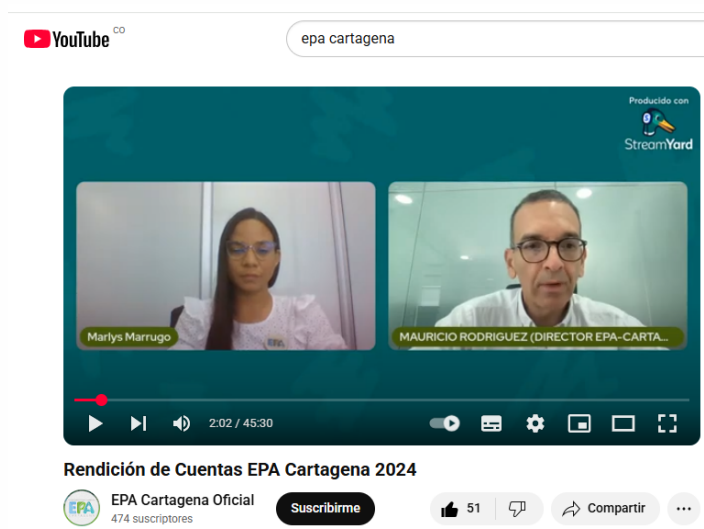 YouTube CO
epa cartagena
Producido con
StreamYard
Marlys Marrugo
MAURICIO RODRIGUEZ (DIRECTOR EPA-CARTA...
2:02 / 45:30
Rendición de Cuentas EPA Cartagena 2024
EPA
EPA Cartagena Oficial
474 suscriptores
Suscribirme
51
Compartir